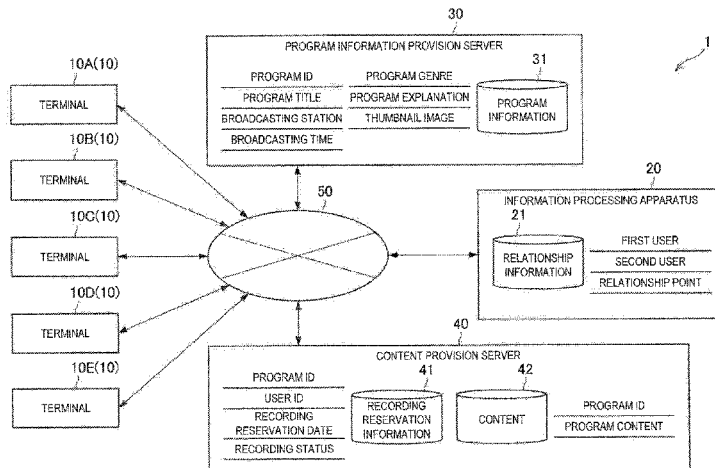 30
PROGRAM INFORMATION PROVISION SERVER
PROGRAM ID
PROGRAM TITLE
BROADCASTING STATION
BROADCASTING TIME
PROGRAM GENRE
PROGRAM EXPLANATION
THUMBNAIL IMAGE
31
PROGRAM
INFORMATION
1
10A(10)
TERMINAL
10B(10)
TERMINAL
10C(10)
TERMINAL
10D(10)
TERMINAL
10E(10)
TERMINAL
50
20
INFORMATION PROCESSING APPARATUS
21
RELATIONSHIP
INFORMATION
FIRST USER
SECOND USER
RELATIONSHIP POINT
40
CONTENT PROVISION SERVER
PROGRAM ID
USER ID
RECORDING
RESERVATION DATE
RECORDING STATUS
41
RECORDING
RESERVATION
INFORMATION
42
CONTENT
PROGRAM ID
PROGRAM CONTENT